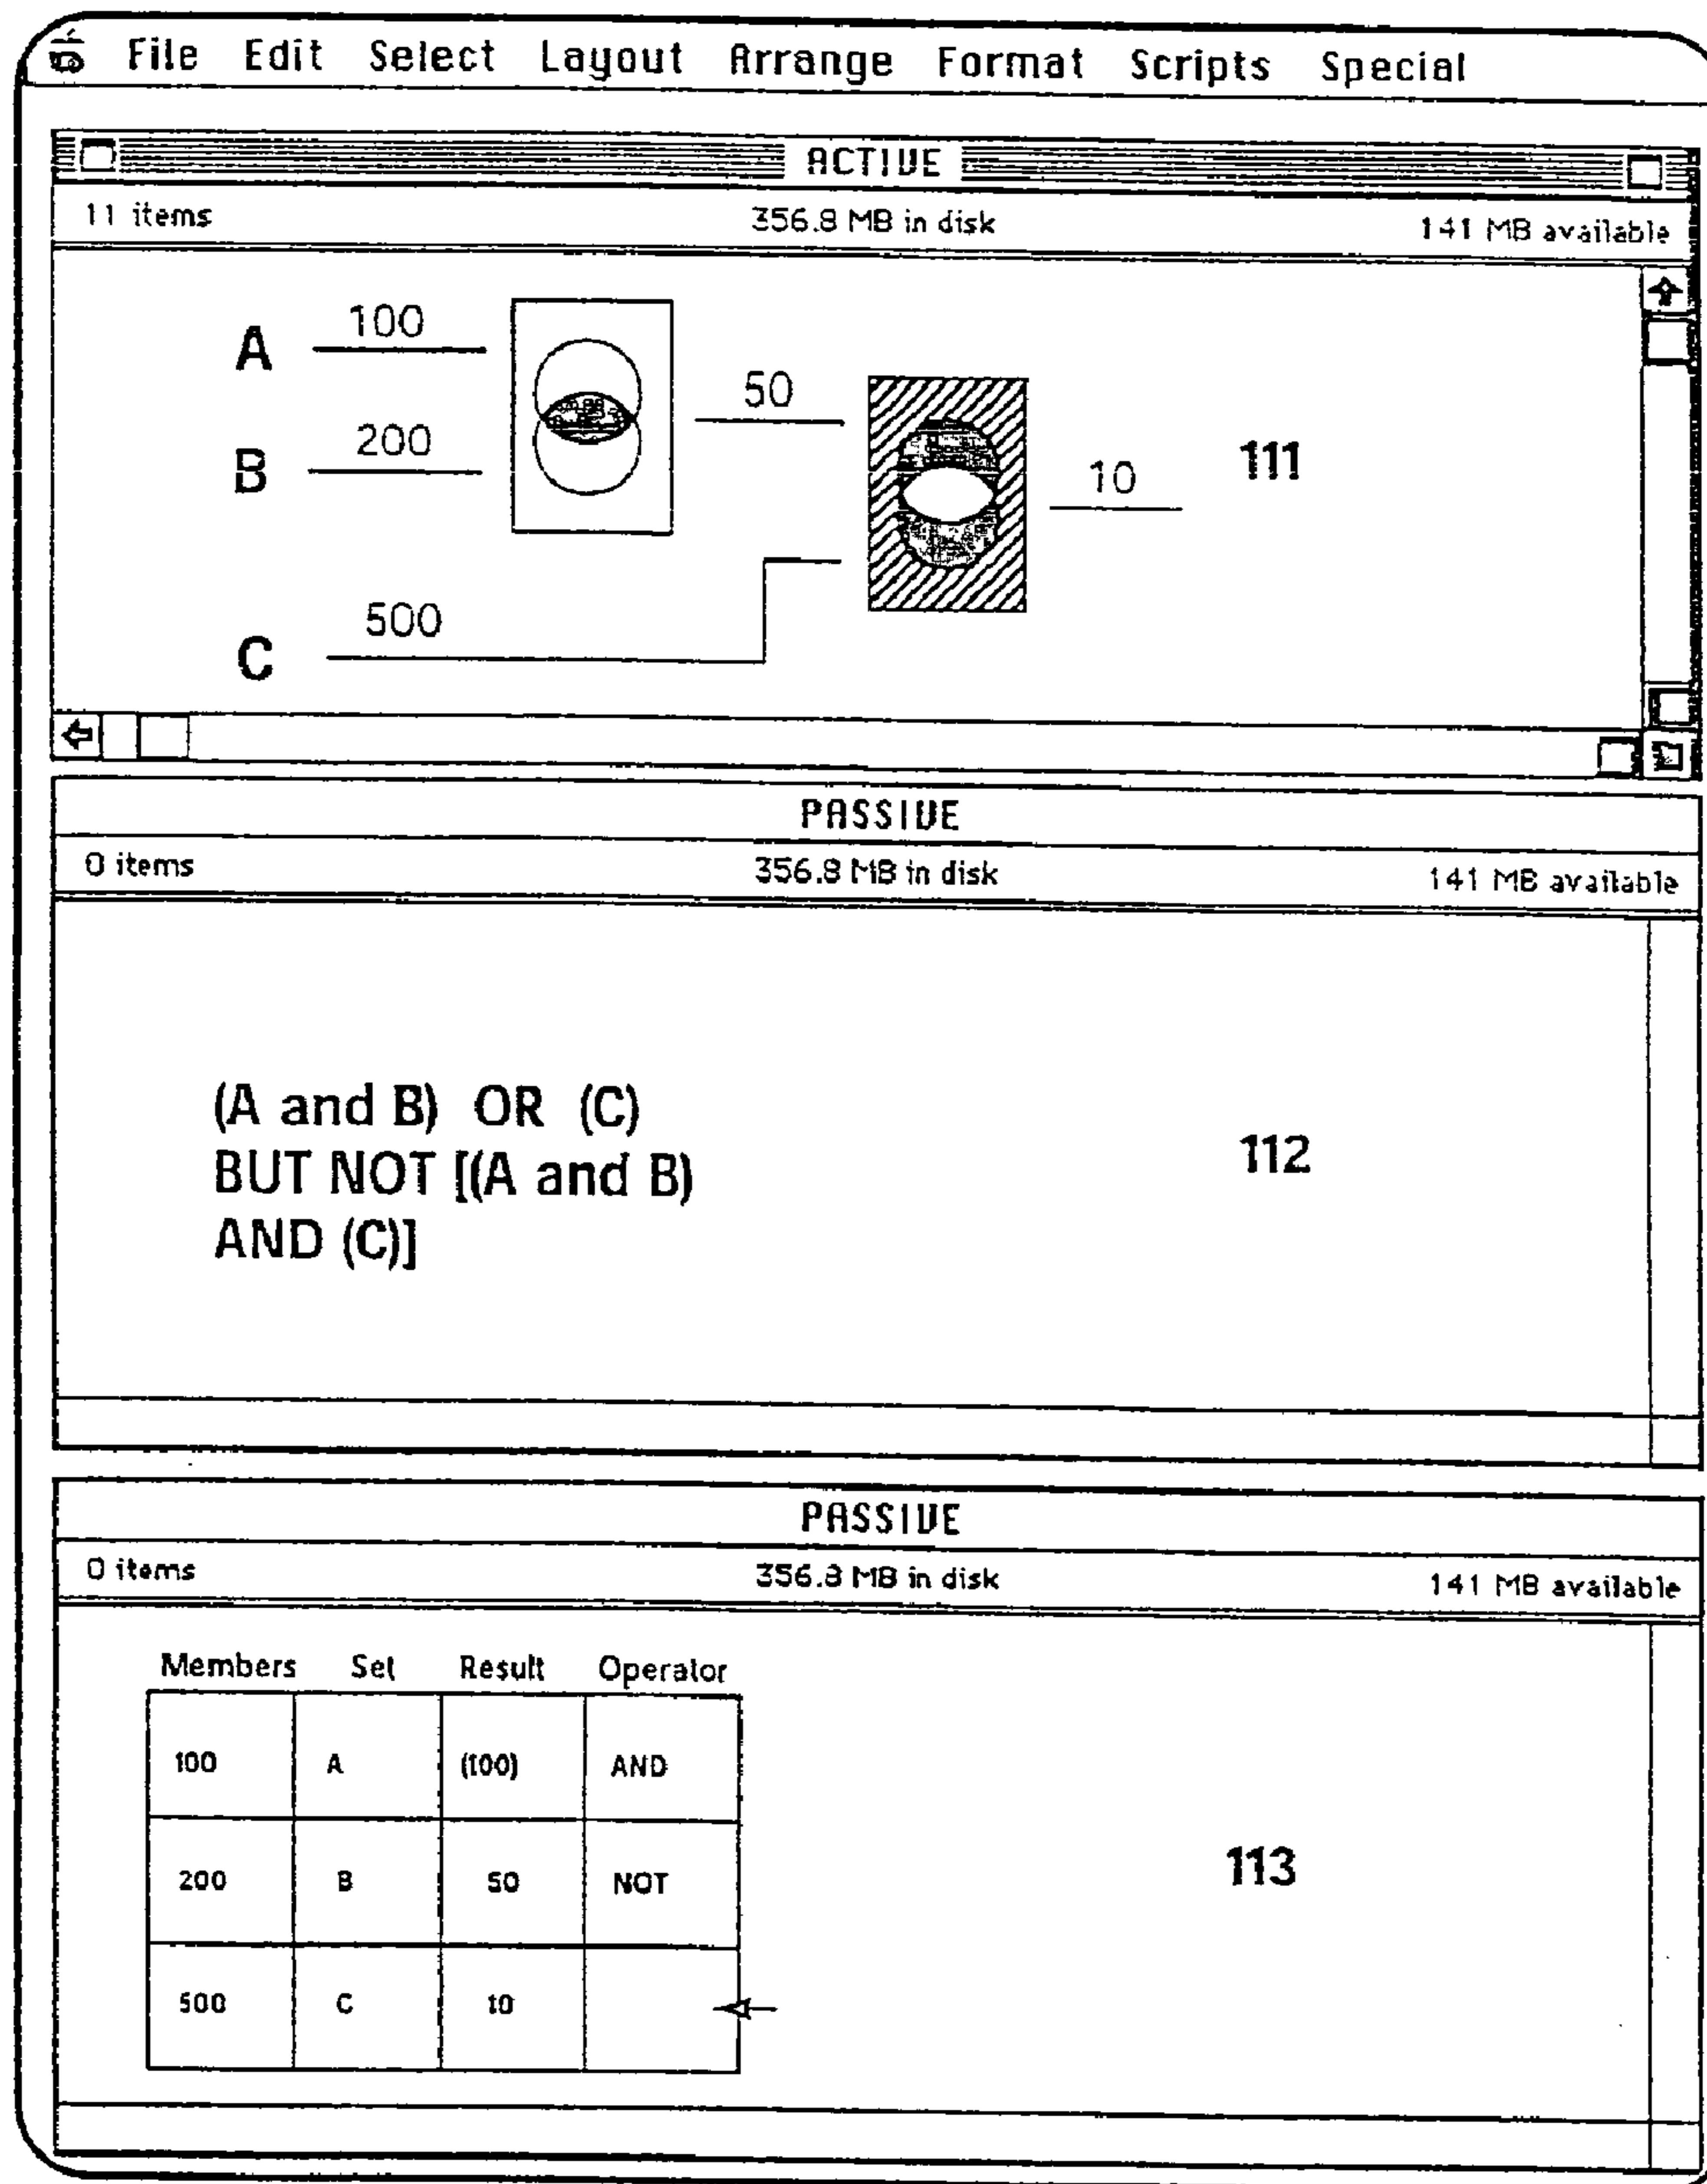 File Edit Select Layout Arrange Format Scripts Special
ACTIVE
11 items 356.8 MB in disk 141 MB available
A 100
50
B 200
10
111
C 500
PASSIVE
0 items 356.8 MB in disk 141 MB available
(A and B) OR (C)
BUT NOT [(A and B)
AND (C)]
112
PASSIVE
0 items 356.8 MB in disk 141 MB available
Members Set Result Operator
100 A (100) AND
200 B 50 NOT
500 C 10
113